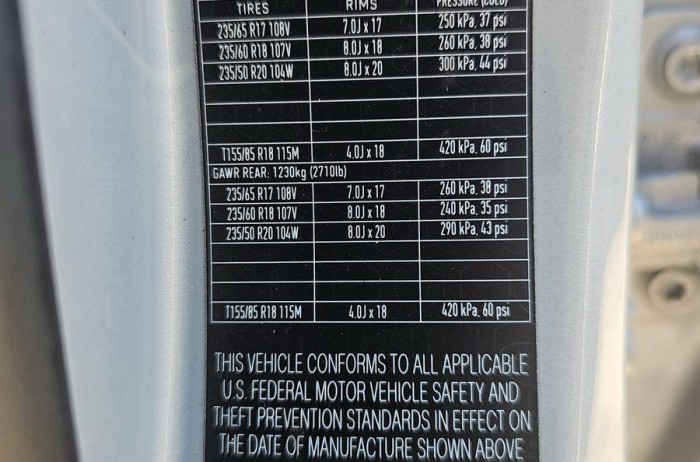 TIRES RIMS PRESSURE (COLD)
235/65 R17 108V 7.0J x 17 250 kPa, 37 psi
235/60 R18 107V 8.0J x 18 260 kPa, 38 psi
235/50 R20 104W 8.0J x 20 300 kPa, 44 psi
T155/85 R18 115M 4.0J x 18 420 kPa, 60 psi
GAWR REAR: 1230kg (2710lb)
235/65 R17 108V 7.0J x 17 260 kPa, 38 psi
235/60 R18 107V 8.0J x 18 240 kPa, 35 psi
235/50 R20 104W 8.0J x 20 290 kPa, 43 psi
T155/85 R18 115M 4.0J x 18 420 kPa, 60 psi
THIS VEHICLE CONFORMS TO ALL APPLICABLE
U.S. FEDERAL MOTOR VEHICLE SAFETY AND
THEFT PREVENTION STANDARDS IN EFFECT ON
THE DATE OF MANUFACTURE SHOWN ABOVE